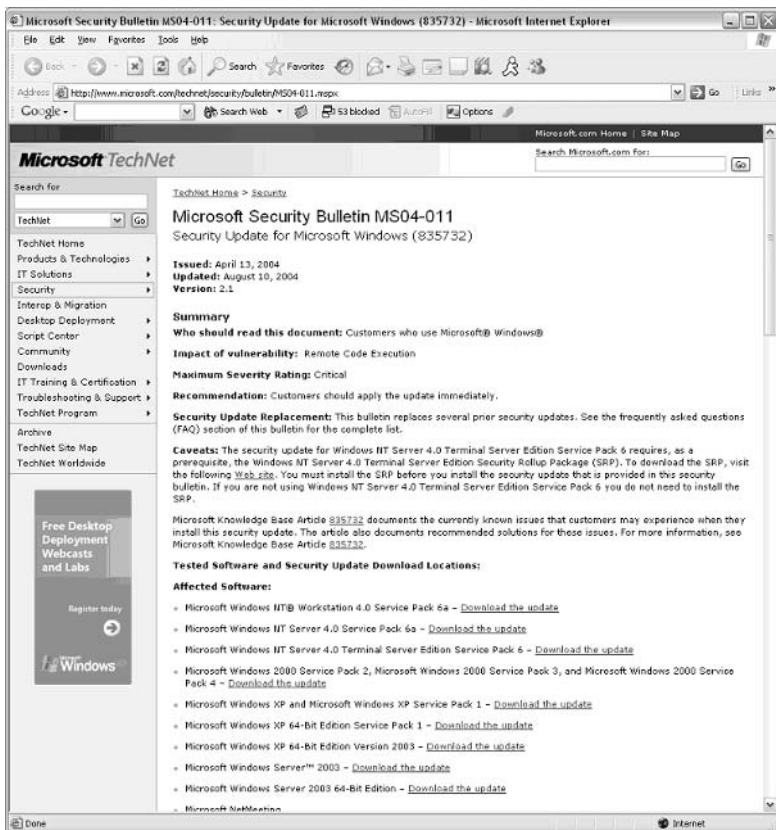 Microsoft Security Bulletin MS04-011: Security Update for Microsoft Windows (835732) - Microsoft Internet Explorer
File Edit View Favorites Tools Help
Back Search Favorites
Address http://www.microsoft.com/technet/security/bulletin/MS04-011.mspx Go Links »
Google Search Web 53 blocked AutoFill Options
Microsoft.com Home | Site Map
Microsoft TechNet
Search Microsoft.com for:
Go
Search for
TechNet Go
TechNet Home
Products & Technologies
IT Solutions
Security
Interop & Migration
Desktop Deployment
Script Center
Community
Downloads
IT Training & Certification
Troubleshooting & Support
TechNet Program
Archive
TechNet Site Map
TechNet Worldwide
Free Desktop
Deployment
Webcasts
and Labs
Register today
Microsoft
Windows
TechNet Home > Security
Microsoft Security Bulletin MS04-011
Security Update for Microsoft Windows (835732)
Issued: April 13, 2004
Updated: August 10, 2004
Version: 2.1
Summary
Who should read this document: Customers who use Microsoft® Windows®
Impact of vulnerability: Remote Code Execution
Maximum Severity Rating: Critical
Recommendation: Customers should apply the update immediately.
Security Update Replacement: This bulletin replaces several prior security updates. See the frequently asked questions
(FAQ) section of this bulletin for the complete list.
Caveats: The security update for Windows NT Server 4.0 Terminal Server Edition Service Pack 6 requires, as a
prerequisite, the Windows NT Server 4.0 Terminal Server Edition Security Rollup Package (SRP). To download the SRP, visit
the following Web site. You must install the SRP before you install the security update that is provided in this security
bulletin. If you are not using Windows NT Server 4.0 Terminal Server Edition Service Pack 6 you do not need to install the
SRP.
Microsoft Knowledge Base Article 835732 documents the currently known issues that customers may experience when they
install this security update. The article also documents recommended solutions for these issues. For more information, see
Microsoft Knowledge Base Article 835732.
Tested Software and Security Update Download Locations:
Affected Software:
• Microsoft Windows NT® Workstation 4.0 Service Pack 6a – Download the update
• Microsoft Windows NT Server 4.0 Service Pack 6a – Download the update
• Microsoft Windows NT Server 4.0 Terminal Server Edition Service Pack 6 – Download the update
• Microsoft Windows 2000 Service Pack 2, Microsoft Windows 2000 Service Pack 3, and Microsoft Windows 2000 Service
Pack 4 – Download the update
• Microsoft Windows XP and Microsoft Windows XP Service Pack 1 – Download the update
• Microsoft Windows XP 64-Bit Edition Service Pack 1 – Download the update
• Microsoft Windows XP 64-Bit Edition Version 2003 – Download the update
• Microsoft Windows Server™ 2003 – Download the update
• Microsoft Windows Server 2003 64-Bit Edition – Download the update
• Microsoft NetMeeting
Done Internet